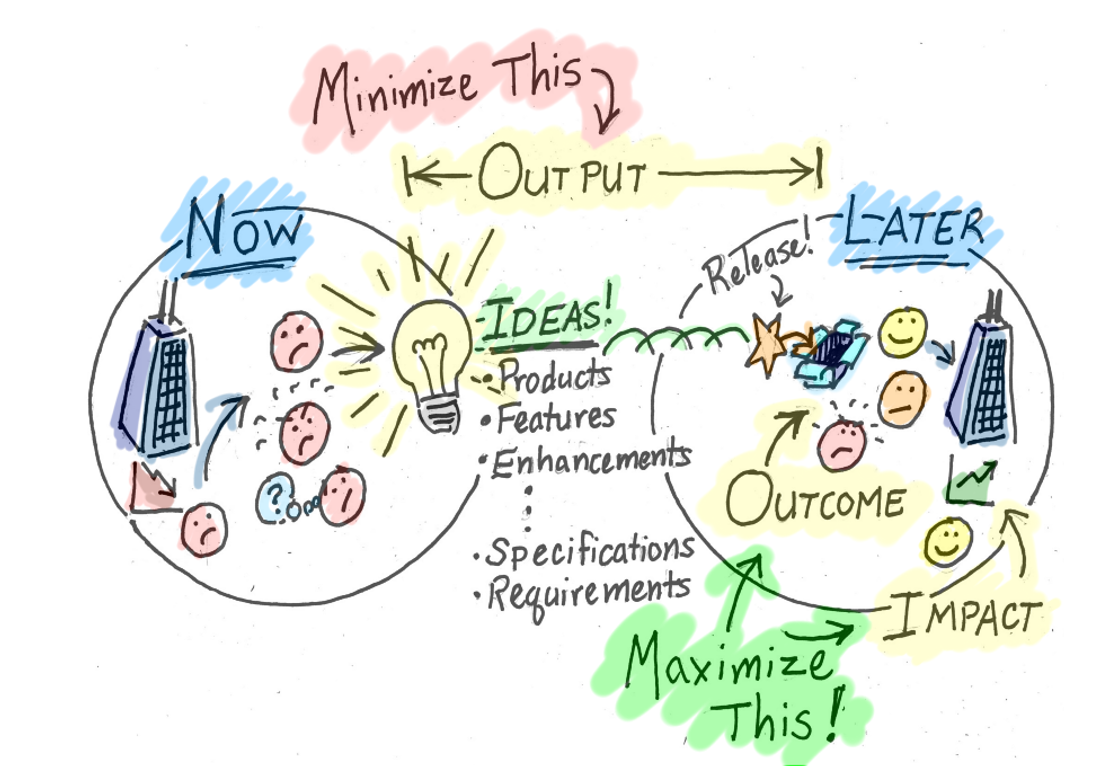 Minimize This
OUTPUT
NOW
LATER
Release!
IDEAS!
• Products
• Features
• Enhancements
• Specifications
• Requirements
?
OUTCOME
IMPACT
Maximize
This!